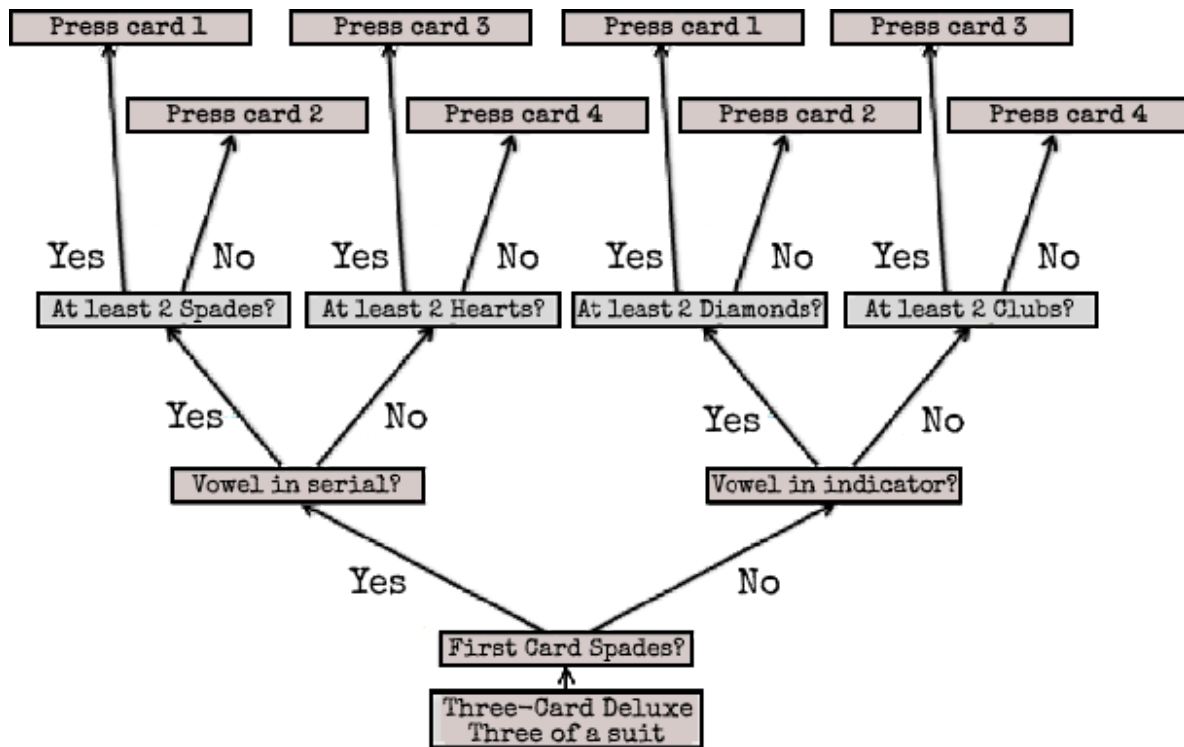 Press card 1
Press card 3
Press card 1
Press card 3
Press card 2
Press card 4
Press card 2
Press card 4
Yes
No
Yes
No
Yes
No
Yes
No
At least 2 Spades?
At least 2 Hearts?
At least 2 Diamonds?
At least 2 Clubs?
Yes
No
Yes
No
Vowel in serial?
Vowel in indicator?
Yes
No
First Card Spades?
Three-Card Deluxe
Three of a suit